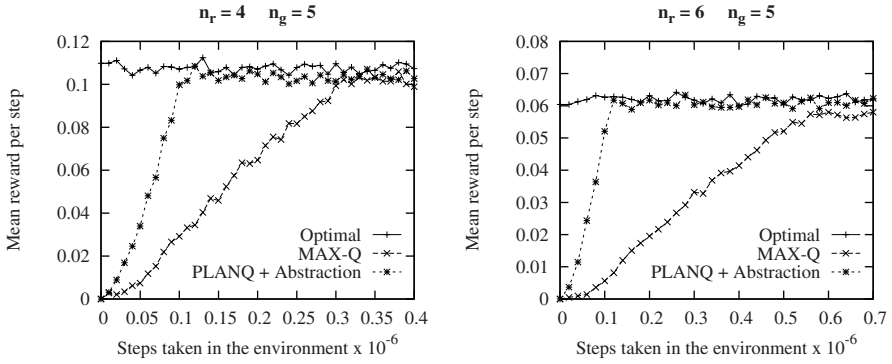 n_r = 4 n_g = 5
Mean reward per step
0.12
0.1
0.08
0.06
0.04
0.02
0
Optimal
MAX-Q
PLANQ + Abstraction
0 0.05 0.1 0.15 0.2 0.25 0.3 0.35 0.4
Steps taken in the environment x 10^-6
n_r = 6 n_g = 5
Mean reward per step
0.08
0.07
0.06
0.05
0.04
0.03
0.02
0.01
0
Optimal
MAX-Q
PLANQ + Abstraction
0 0.1 0.2 0.3 0.4 0.5 0.6 0.7
Steps taken in the environment x 10^-6